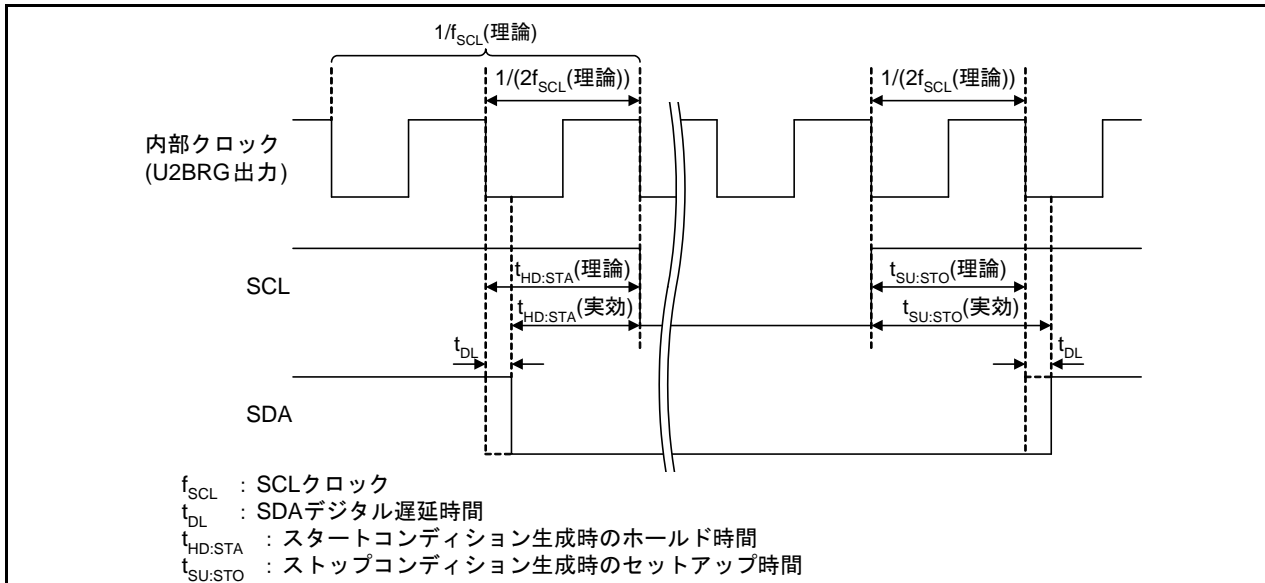 1/fSCL(理論)
1/(2fSCL(理論))
1/(2fSCL(理論))
内部クロック
(U2BRG出力)
SCL
tHD:STA(理論)
tSU:STO(理論)
tHD:STA(実効)
tSU:STO(実効)
tDL
tDL
SDA
fSCL : SCLクロック
tDL : SDAデジタル遅延時間
tHD:STA : スタートコンディション生成時のホールド時間
tSU:STO : ストップコンディション生成時のセットアップ時間